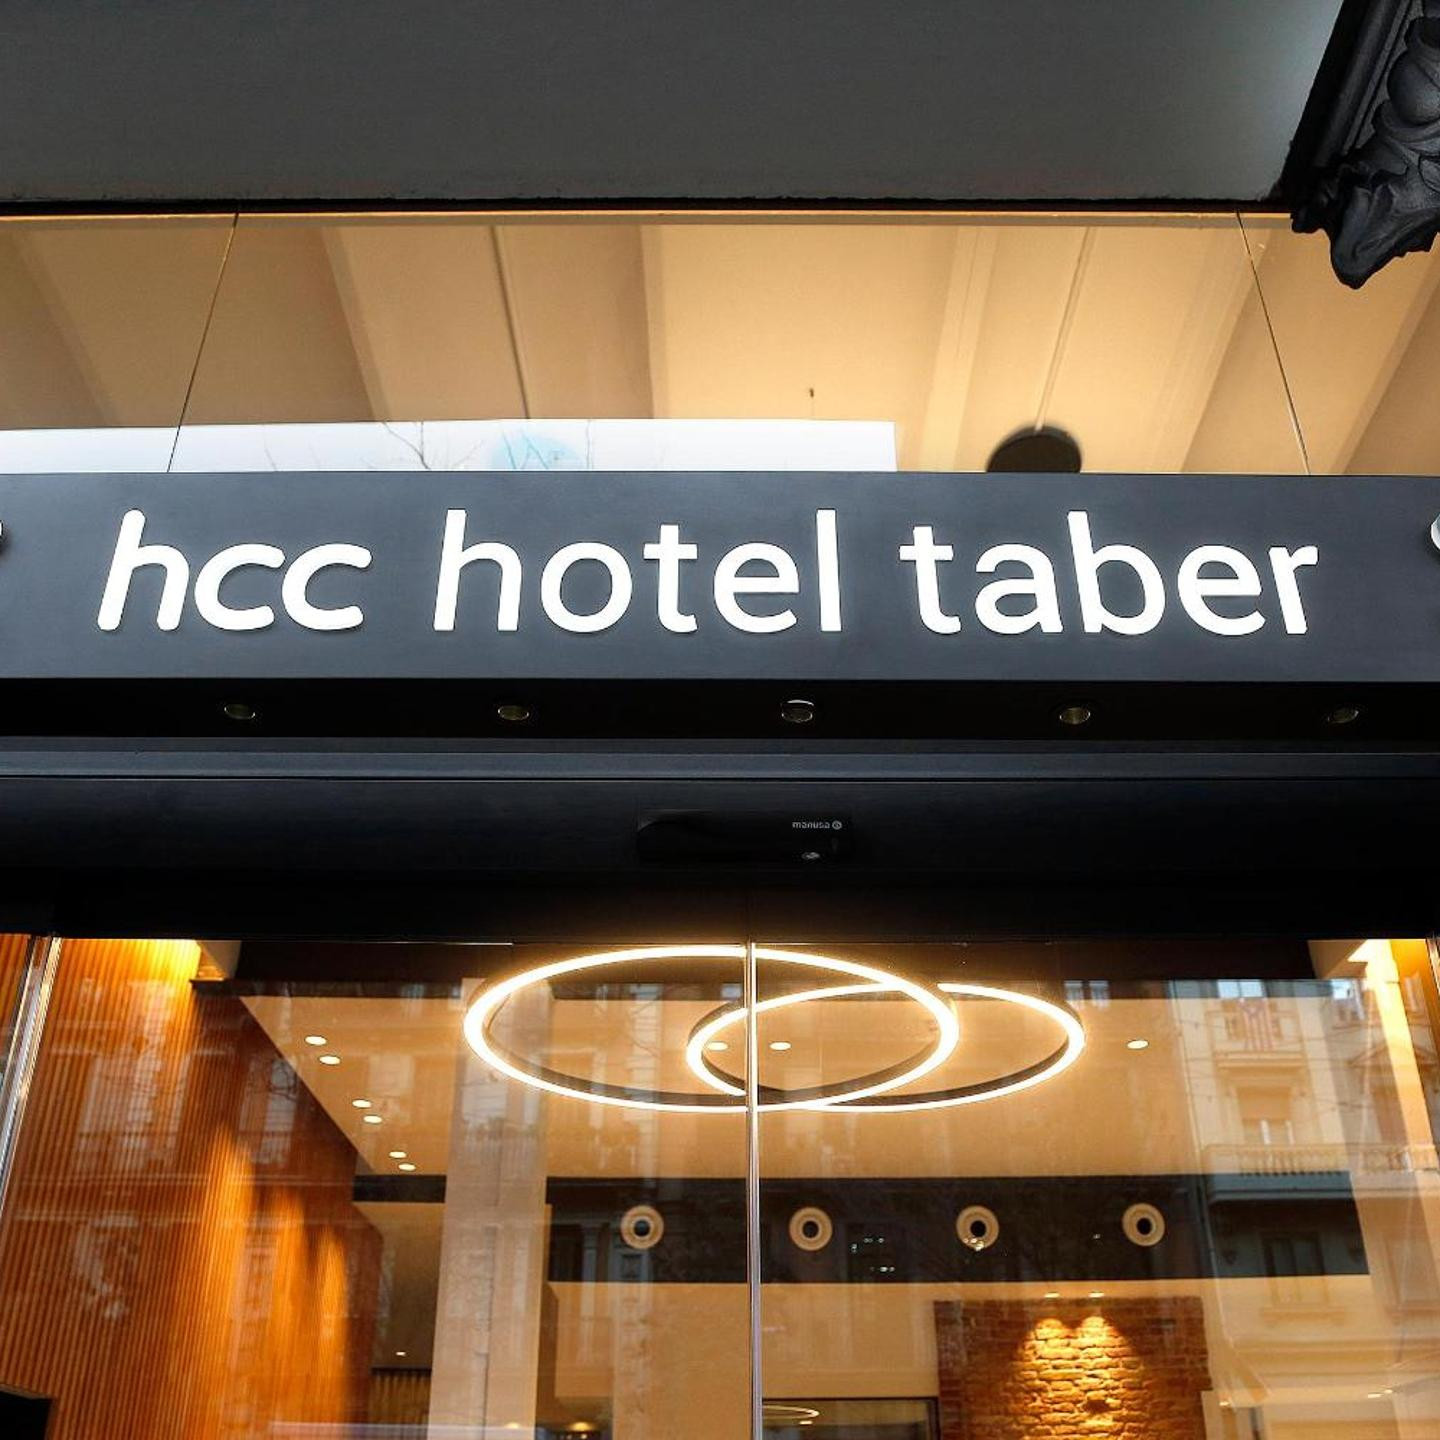 hcc hotel taber
manusa